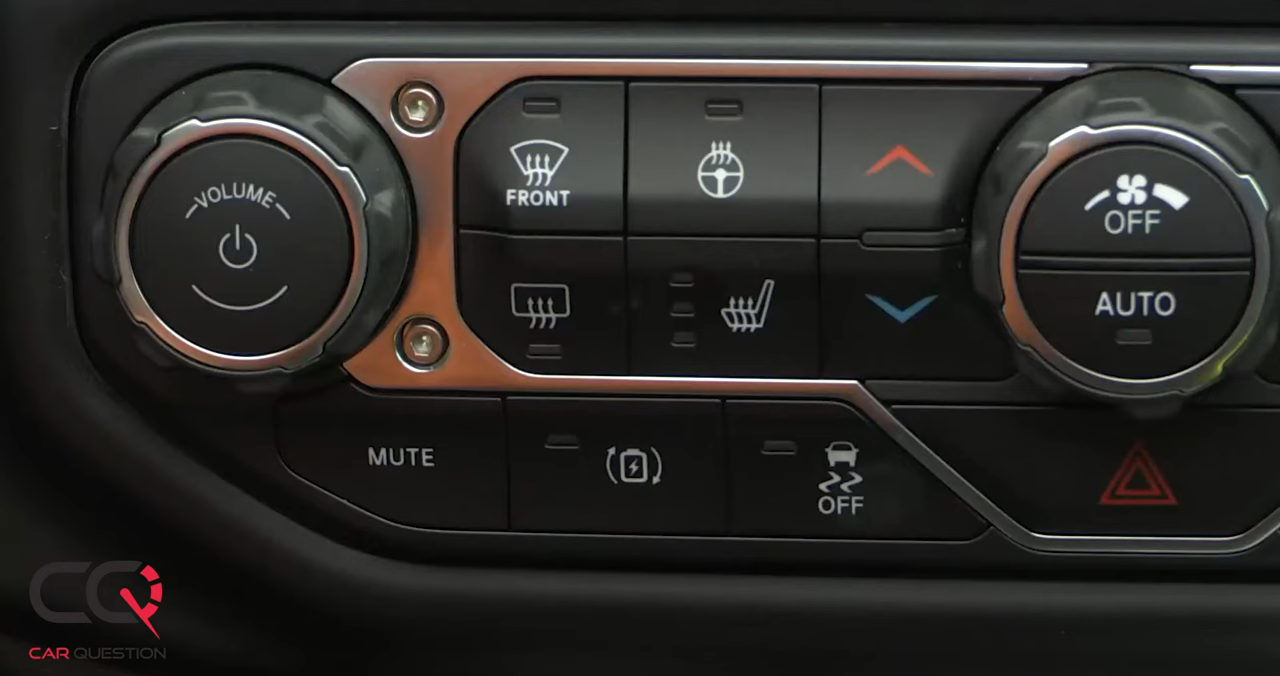 VOLUME
FRONT
OFF
AUTO
MUTE
OFF
CQ
CAR QUESTION